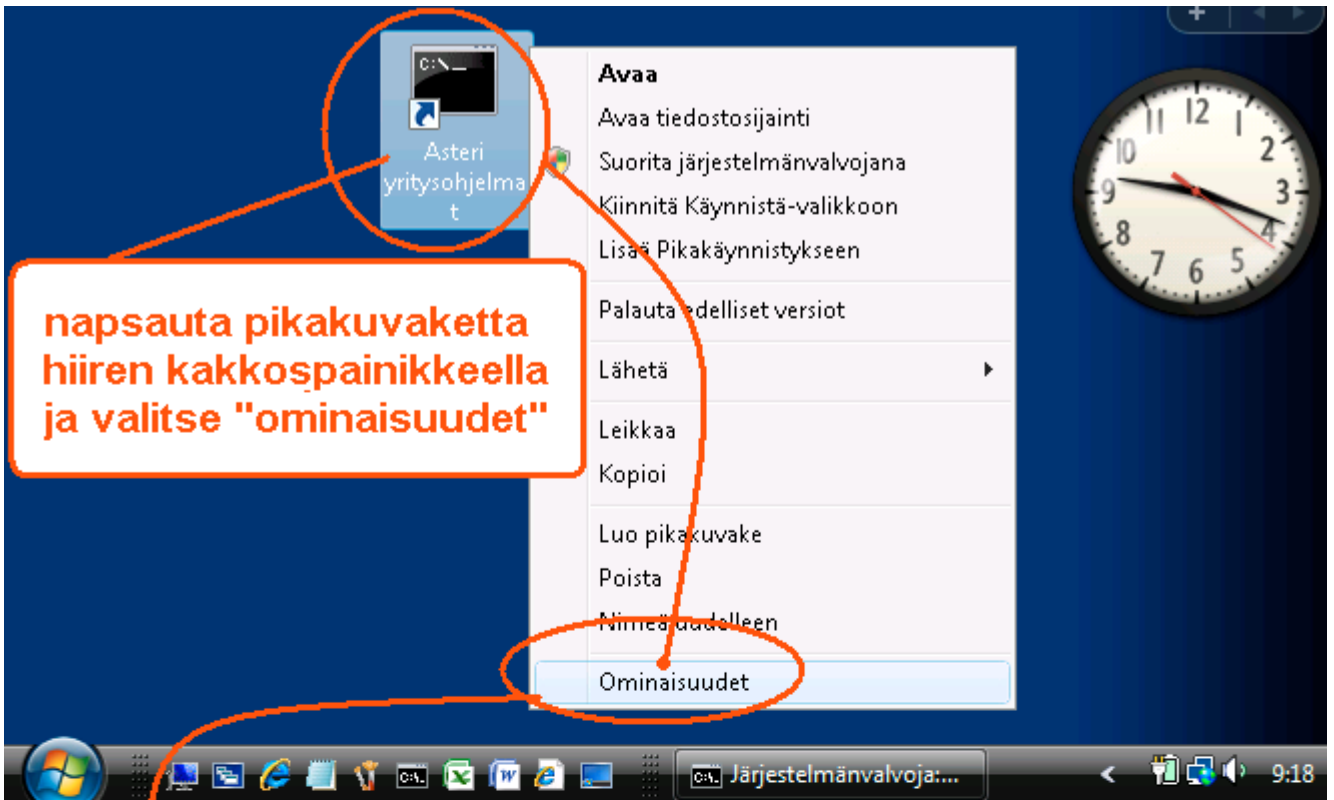 C:\_
Asteri
yritysohjelma
t
Avaa
Avaa tiedostosijainti
Suorita järjestelmänvalvojana
Kiinnitä Käynnistä-valikkoon
Lisää Pikakäynnistykseen
Palauta edelliset versiot
Lähetä
Leikkaa
Kopioi
Luo pikakuvake
Poista
Nimeä uudelleen
Ominaisuudet
napsauta pikakuvaketta
hiiren kakkospainikkeella
ja valitse "ominaisuudet"
12
1
2
3
4
5
6
7
8
9
10
11
Järjestelmänvalvoja:...
9:18